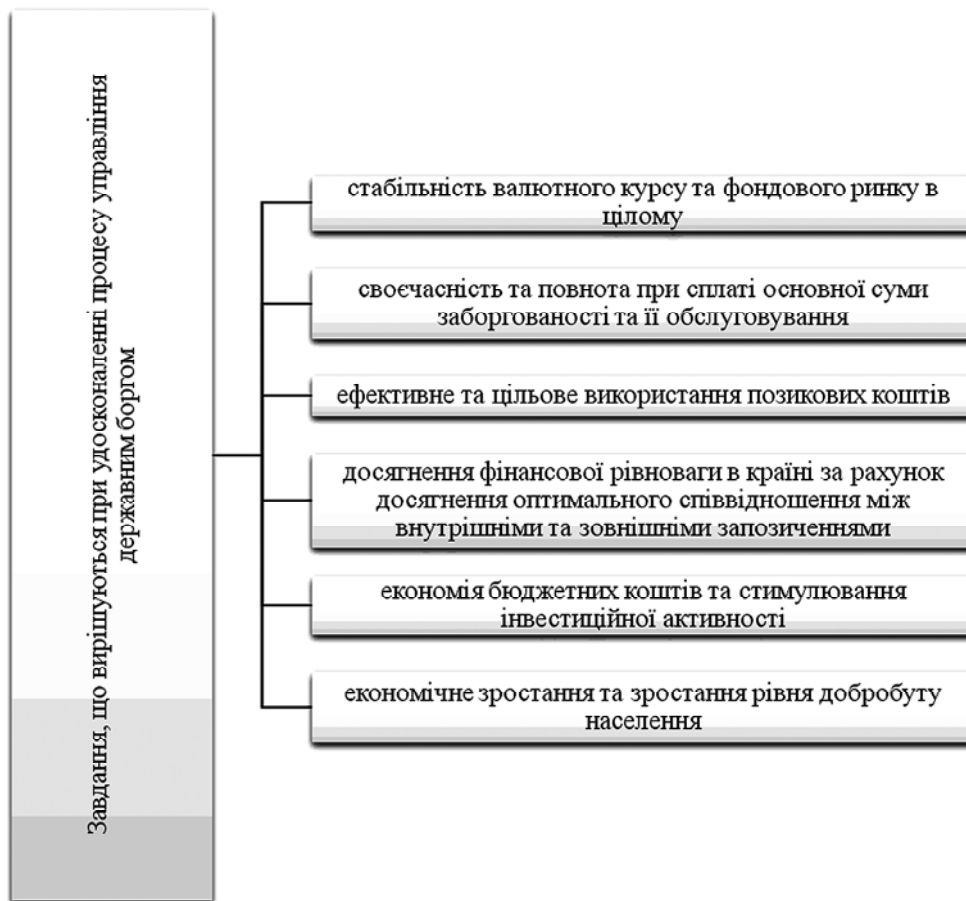 Завдання, що вирішуються при удосконаленні процесу управління
державним боргом
стабільність валютного курсу та фондового ринку в
цілому
своєчасність та повнота при сплаті основної суми
заборгованості та її обслуговування
ефективне та цільове використання позикових коштів
досягнення фінансової рівноваги в країні за рахунок
досягнення оптимального співвідношення між
внутрішніми та зовнішніми запозиченнями
економія бюджетних коштів та стимулювання
інвестиційної активності
економічне зростання та зростання рівня добробуту
населення